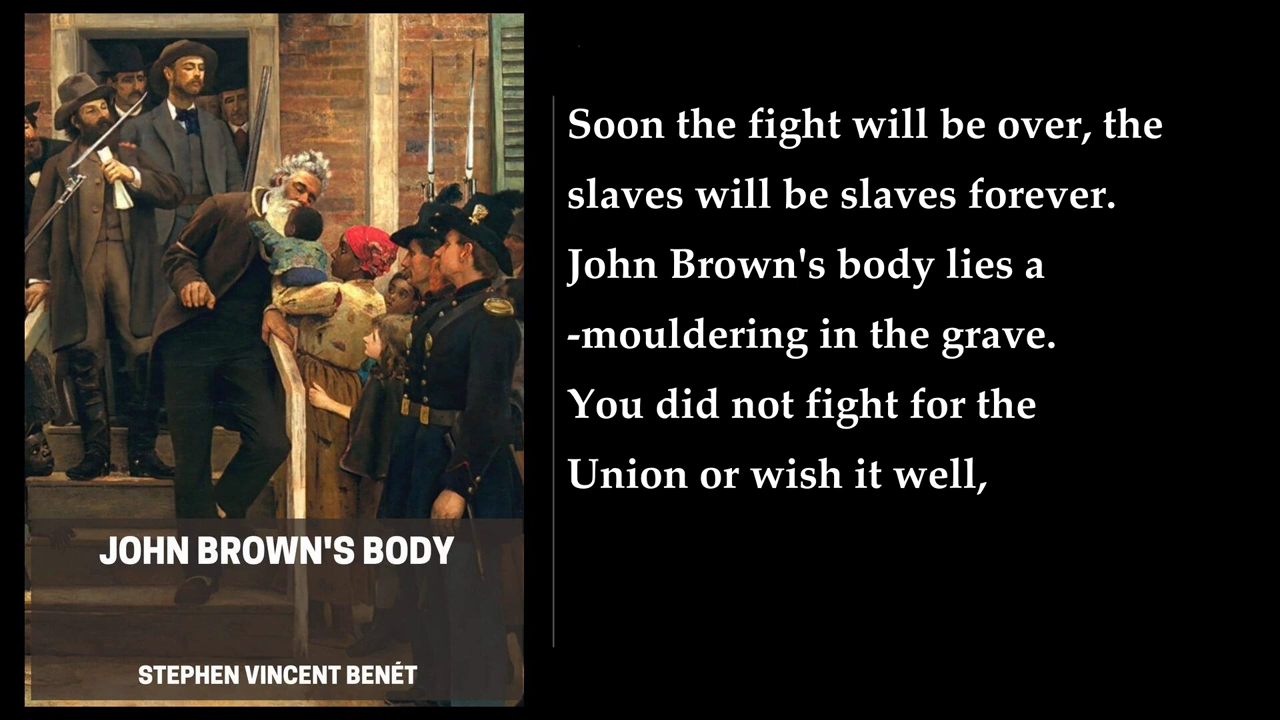 JOHN BROWN'S BODY
STEPHEN VINCENT BENÉT
Soon the fight will be over, the
slaves will be slaves forever.
John Brown's body lies a
-mouldering in the grave.
You did not fight for the
Union or wish it well,